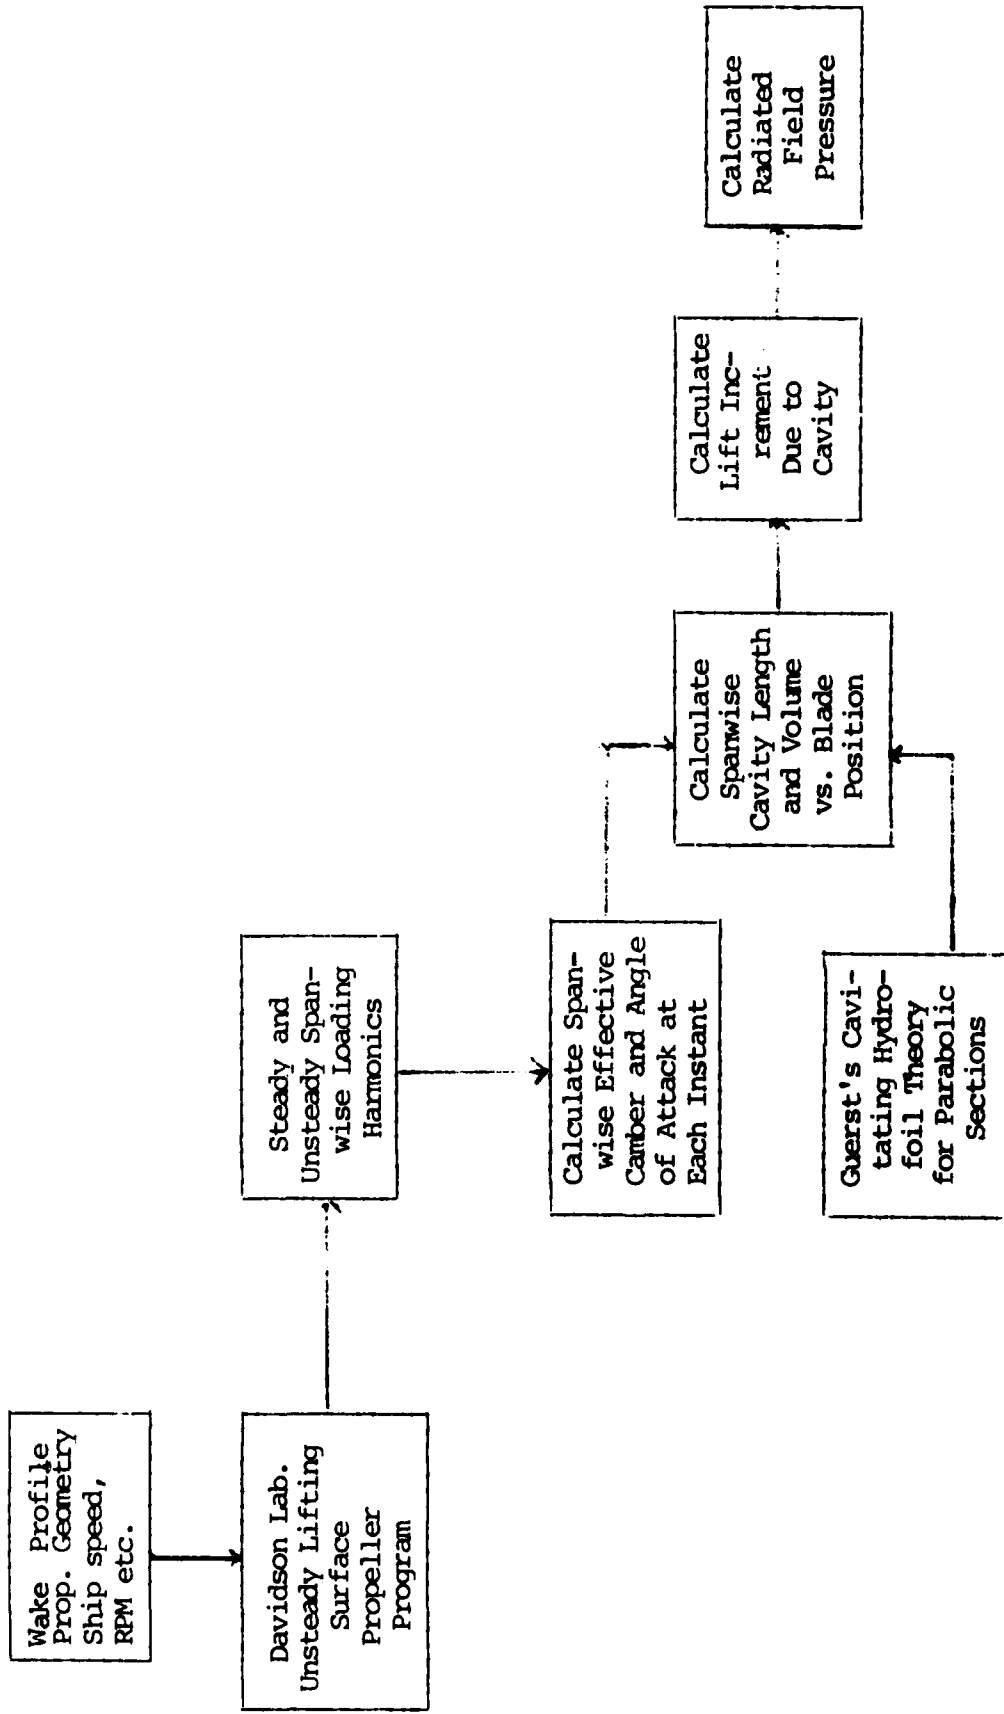 Wake Profile
Prop. Geometry
Ship speed,
RPM etc.
Davidson Lab.
Unsteady Lifting
Surface
Propeller
Program
Steady and
Unsteady Span-
wise Loading
Harmonics
Calculate Span-
wise Effective
Camber and Angle
of Attack at
Each Instant
Guerst's Cavi-
tating Hydro-
foil Theory
for Parabolic
Sections
Calculate
Spanwise
Cavity Length
and Volume
vs. Blade
Position
Calculate
Lift Inc-
rement
Due to
Cavity
Calculate
Radiated
Field
Pressure